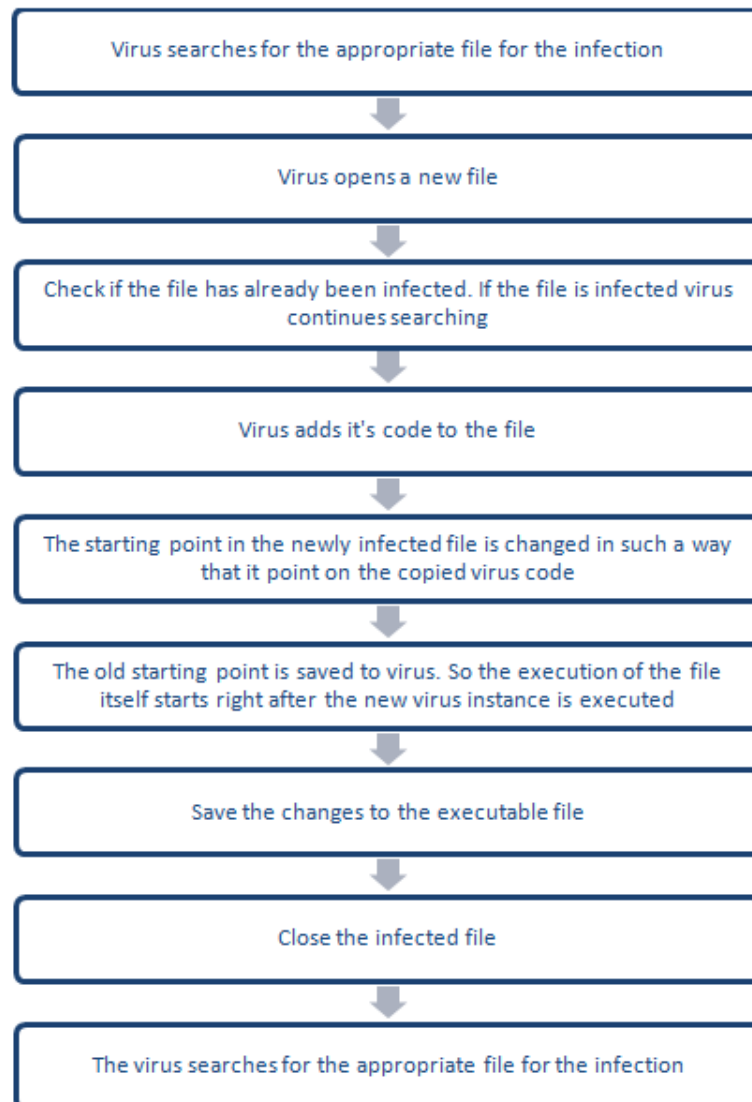 Virus searches for the appropriate file for the infection
Virus opens a new file
Check if the file has already been infected. If the file is infected virus
continues searching
Virus adds it's code to the file
The starting point in the newly infected file is changed in such a way
that it point on the copied virus code
The old starting point is saved to virus. So the execution of the file
itself starts right after the new virus instance is executed
Save the changes to the executable file
Close the infected file
The virus searches for the appropriate file for the infection